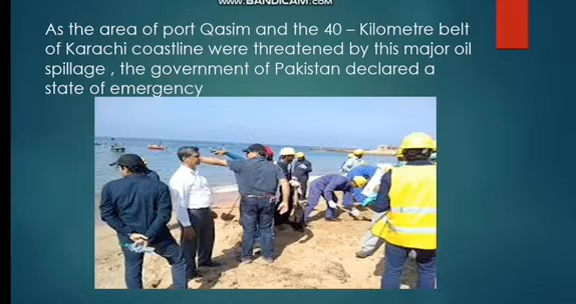 WWW.BANDICAM.COM
As the area of port Qasim and the 40 – Kilometre belt
of Karachi coastline were threatened by this major oil
spillage , the government of Pakistan declared a
state of emergency